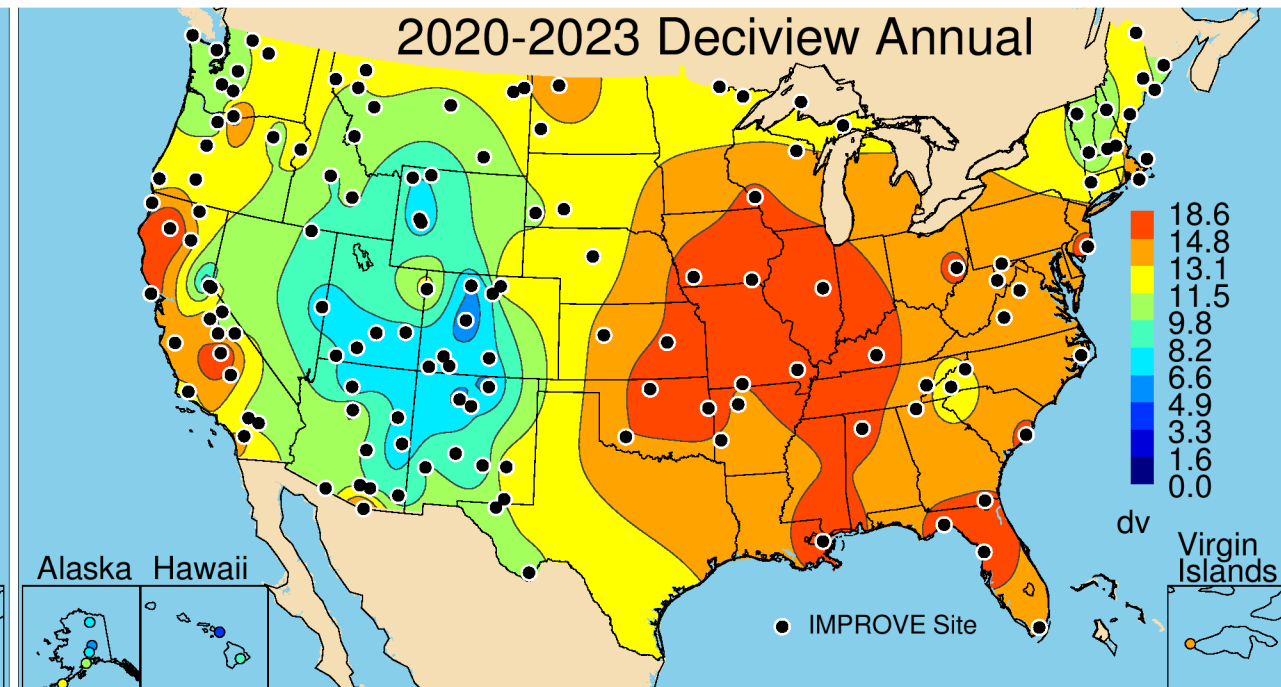 2020-2023 Deciview Annual
18.6
14.8
13.1
11.5
9.8
8.2
6.6
4.9
3.3
1.6
0.0
dv
Virgin
Islands
Alaska Hawaii
IMPROVE Site